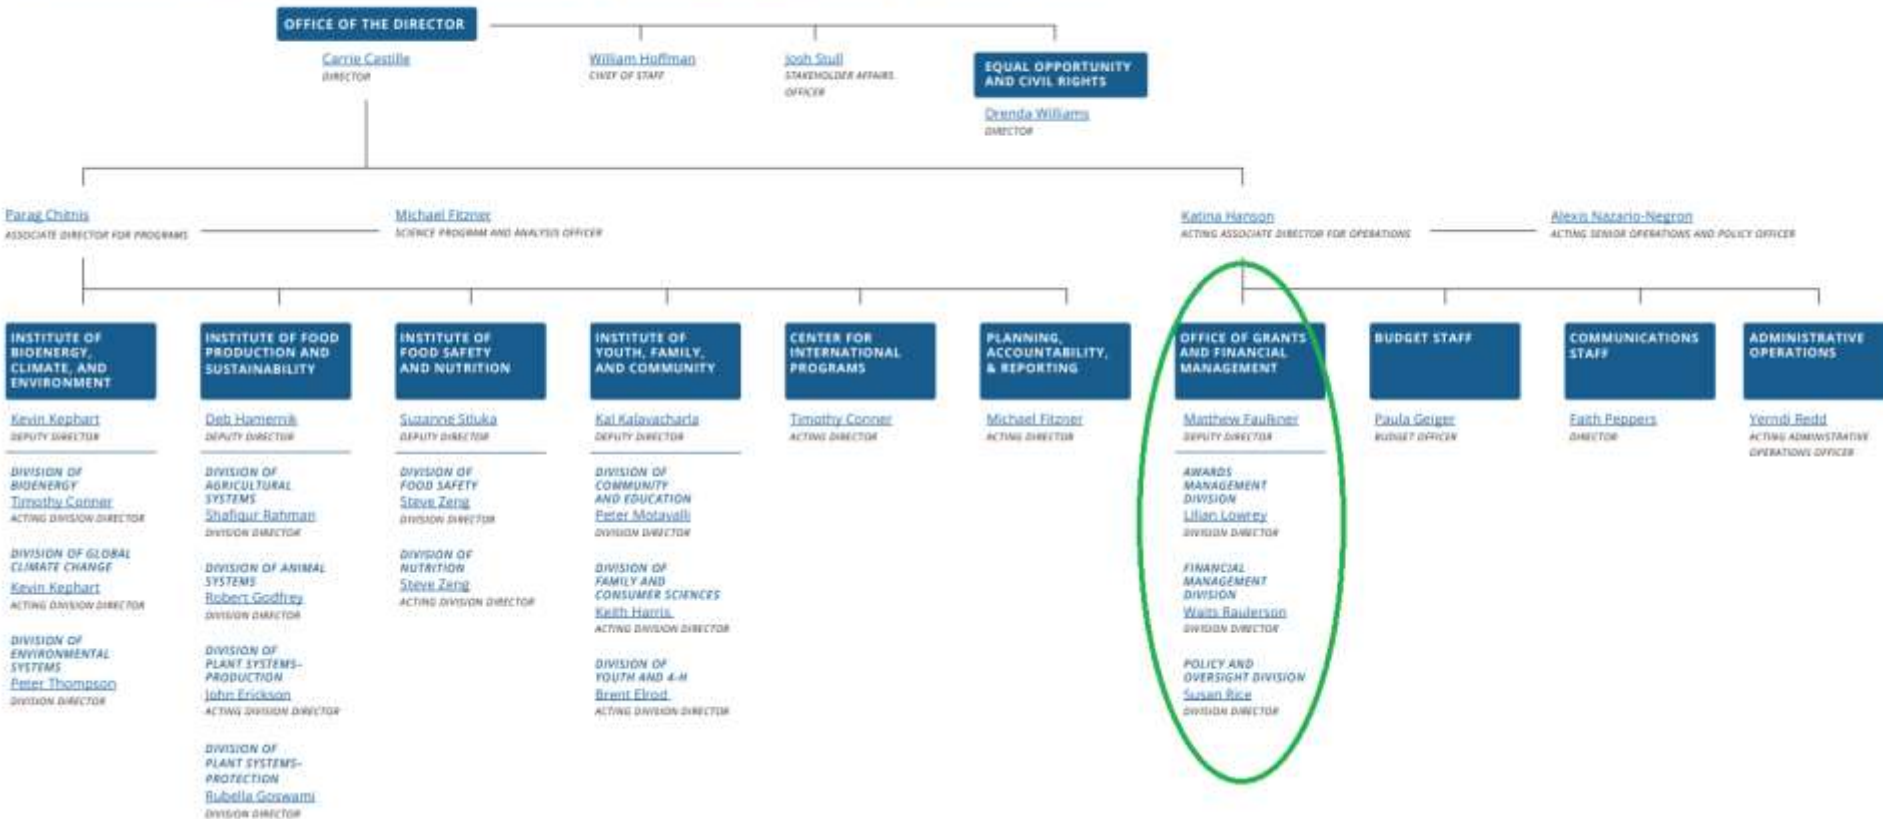 OFFICE OF THE DIRECTOR
Carrie Castille
DIRECTOR
William Hoffman
CHIEF OF STAFF
Josh Stull
STAKEHOLDER AFFAIRS
OFFICER
EQUAL OPPORTUNITY
AND CIVIL RIGHTS
Drenda Williams
DIRECTOR
Parag Chitnis
ASSOCIATE DIRECTOR FOR PROGRAMS
Michael Fitzner
SCIENCE PROGRAM AND ANALYSIS OFFICER
Katina Hanson
ACTING ASSOCIATE DIRECTOR FOR OPERATIONS
Alexis Nazario-Negron
ACTING SENIOR OPERATIONS AND POLICY OFFICER
INSTITUTE OF
BIOENERGY,
CLIMATE, AND
ENVIRONMENT
Kevin Kephart
DEPUTY DIRECTOR
DIVISION OF
BIOENERGY
Timothy Conner
ACTING DIVISION DIRECTOR
DIVISION OF GLOBAL
CLIMATE CHANGE
Kevin Kephart
ACTING DIVISION DIRECTOR
DIVISION OF
ENVIRONMENTAL
SYSTEMS
Peter Thompson
DIVISION DIRECTOR
INSTITUTE OF FOOD
PRODUCTION AND
SUSTAINABILITY
Deb Hamernik
DEPUTY DIRECTOR
DIVISION OF
AGRICULTURAL
SYSTEMS
Shafiqur Rahman
DIVISION DIRECTOR
DIVISION OF ANIMAL
SYSTEMS
Robert Godfrey
DIVISION DIRECTOR
DIVISION OF
PLANT SYSTEMS-
PRODUCTION
John Erickson
ACTING DIVISION DIRECTOR
DIVISION OF
PLANT SYSTEMS-
PROTECTION
Rubella Goswami
DIVISION DIRECTOR
INSTITUTE OF
FOOD SAFETY
AND NUTRITION
Suzanne Stluka
DEPUTY DIRECTOR
DIVISION OF
FOOD SAFETY
Steve Zeng
DIVISION DIRECTOR
DIVISION OF
NUTRITION
Steve Zeng
ACTING DIVISION DIRECTOR
INSTITUTE OF
YOUTH, FAMILY,
AND COMMUNITY
Kal Kalavacharla
DEPUTY DIRECTOR
DIVISION OF
COMMUNITY
AND EDUCATION
Peter Motavalli
DIVISION DIRECTOR
DIVISION OF
FAMILY AND
CONSUMER SCIENCES
Keith Harris
ACTING DIVISION DIRECTOR
DIVISION OF
YOUTH AND 4-H
Brent Elrod
ACTING DIVISION DIRECTOR
CENTER FOR
INTERNATIONAL
PROGRAMS
Timothy Conner
ACTING DIRECTOR
PLANNING,
ACCOUNTABILITY,
& REPORTING
Michael Fitzner
ACTING DIRECTOR
OFFICE OF GRANTS
AND FINANCIAL
MANAGEMENT
Matthew Faulkner
DEPUTY DIRECTOR
AWARDS
MANAGEMENT
DIVISION
Lilian Lowrey
DIVISION DIRECTOR
FINANCIAL
MANAGEMENT
DIVISION
Waits Raulerson
DIVISION DIRECTOR
POLICY AND
OVERSIGHT DIVISION
Susan Rice
DIVISION DIRECTOR
BUDGET STAFF
Paula Geiger
BUDGET OFFICER
COMMUNICATIONS
STAFF
Faith Peppers
DIRECTOR
ADMINISTRATIVE
OPERATIONS
Yerndi Redd
ACTING ADMINISTRATIVE
OPERATIONS OFFICER